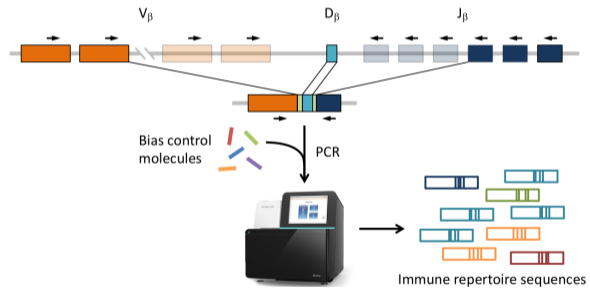 Vβ
Dβ
Jβ
Bias control
molecules
PCR
Immune repertoire sequences